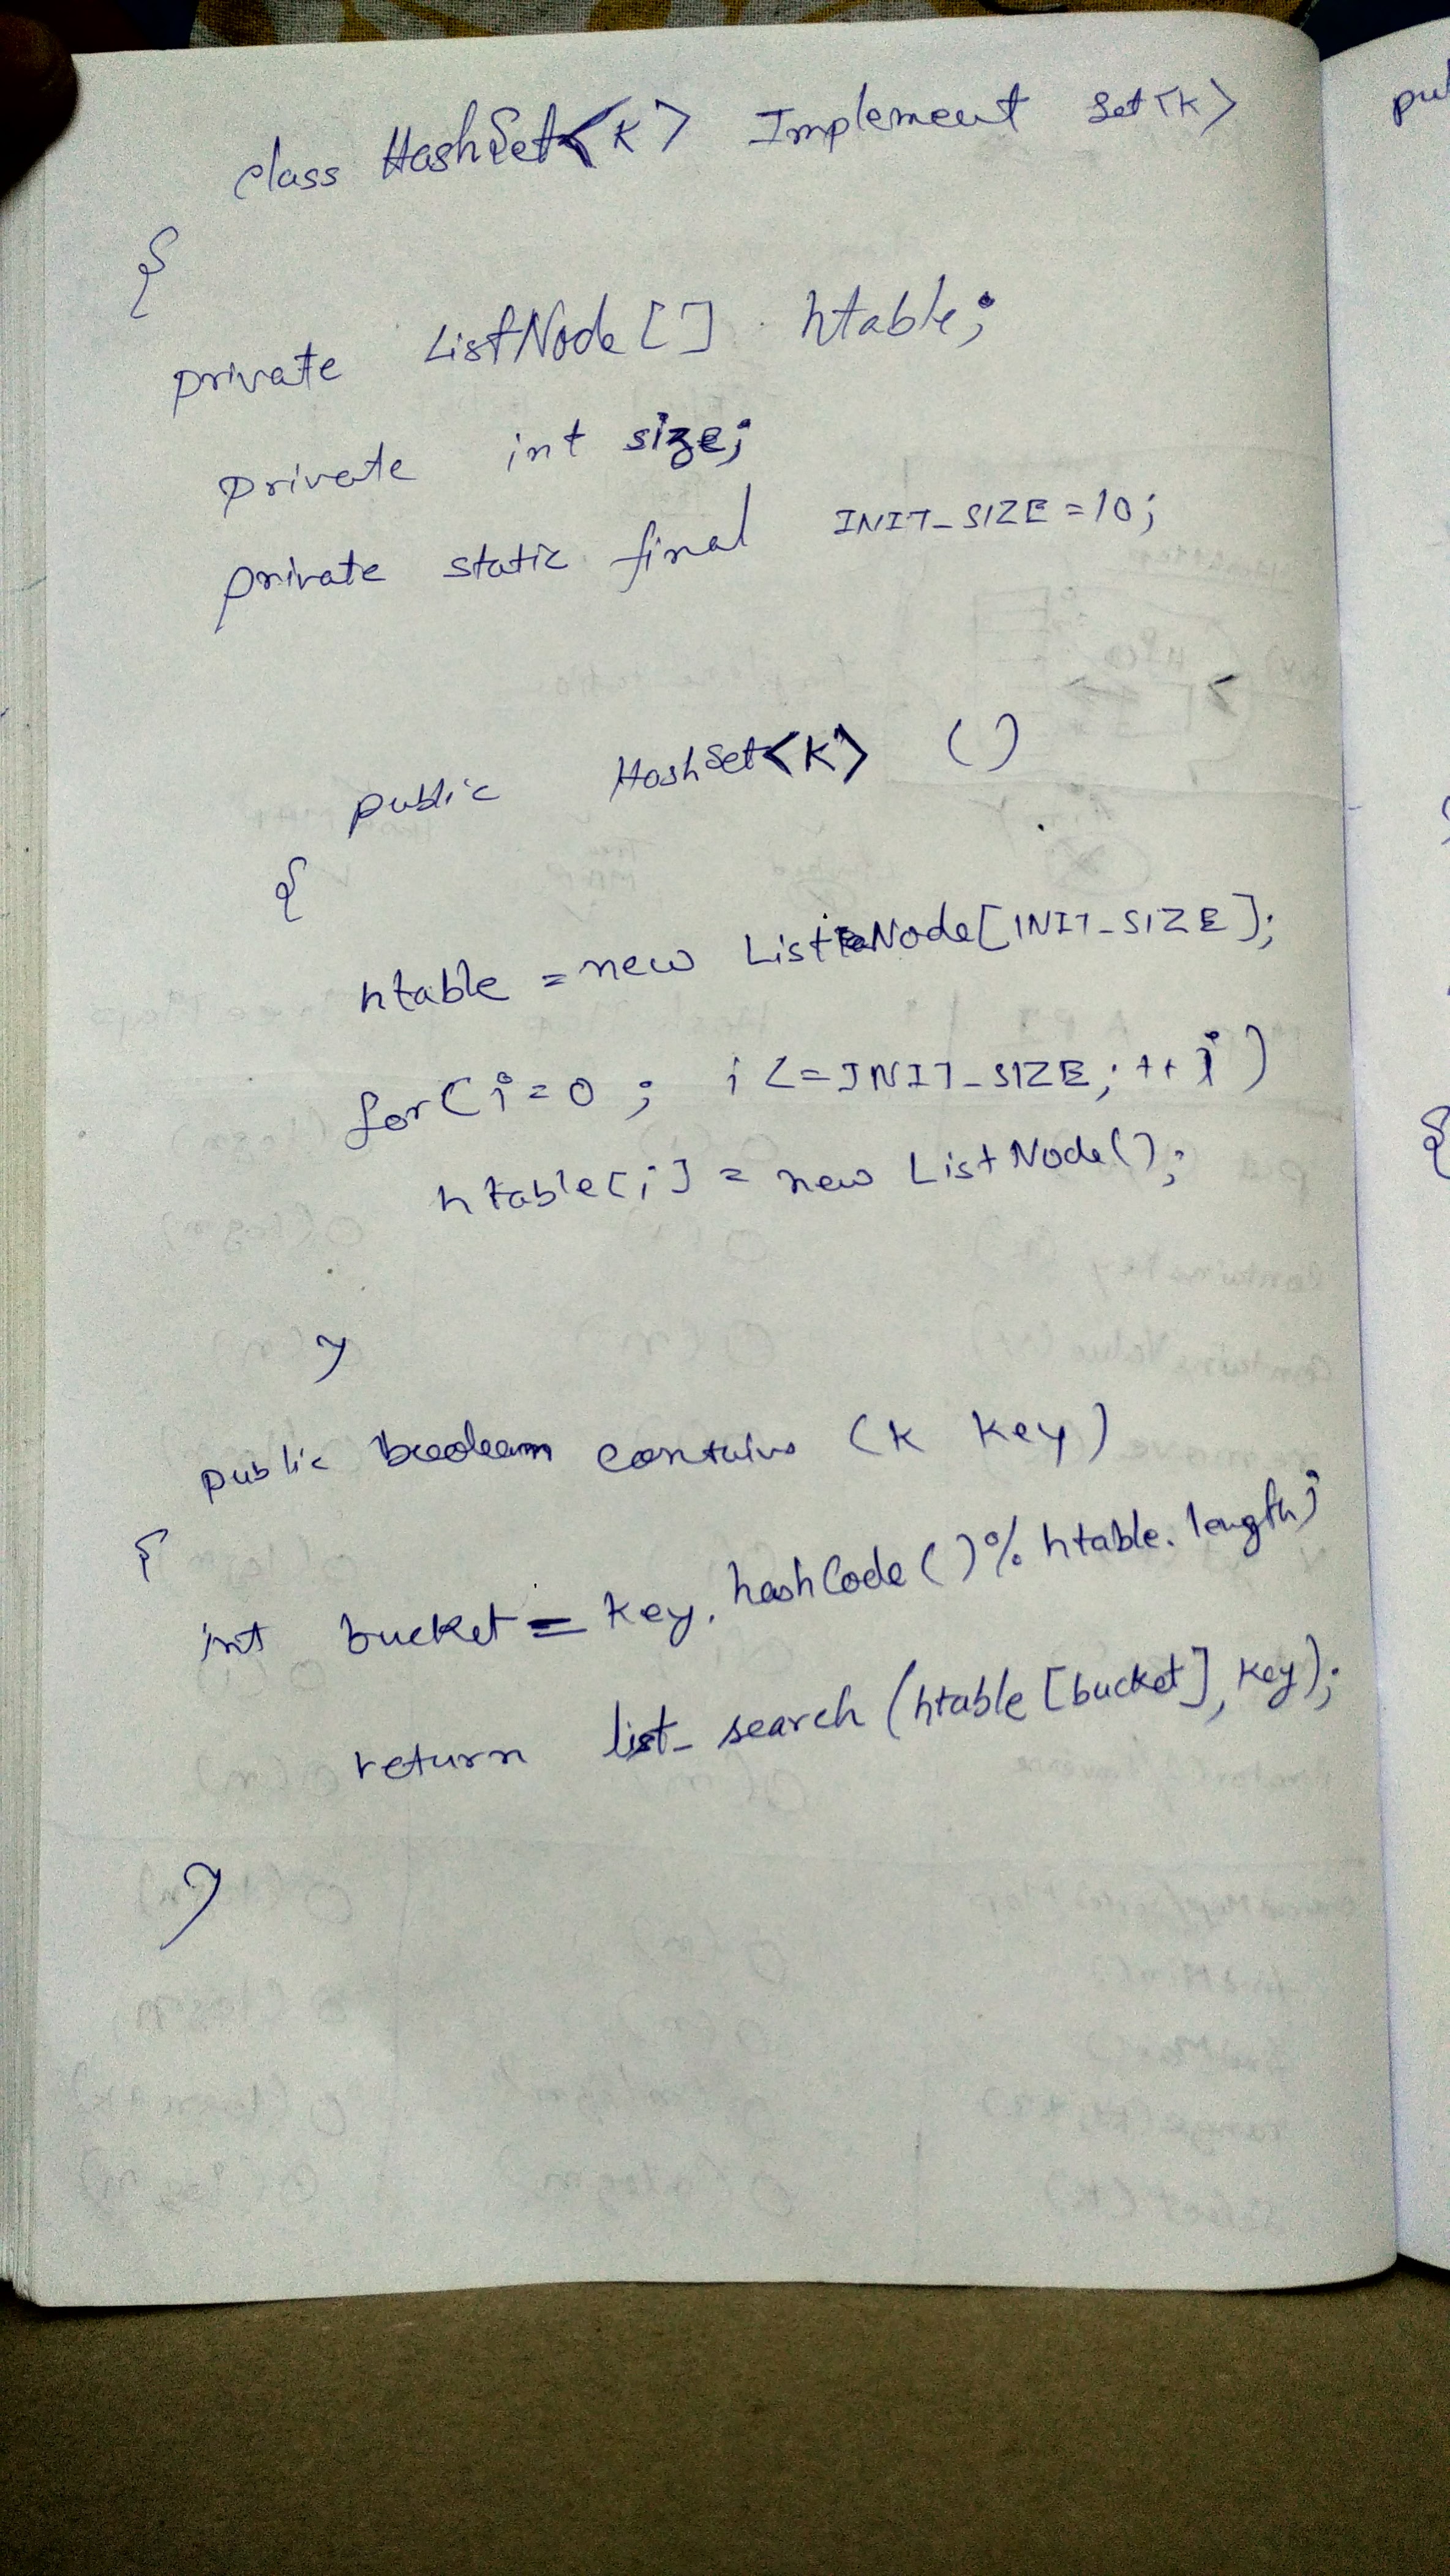 class HashSet<K> Implement Set<K>
{
private ListNode[] htable;
private int size;
private static final INIT_SIZE=10;
public HashSet<K> ()
{
htable = new ListNode[INIT_SIZE];
for(i=0; i<=INIT_SIZE; ++i)
htable[i] = new ListNode();
}
public boolean contains (K key)
{
int bucket = key.hashCode()% htable.length;
return list_search(htable[bucket], key);
}